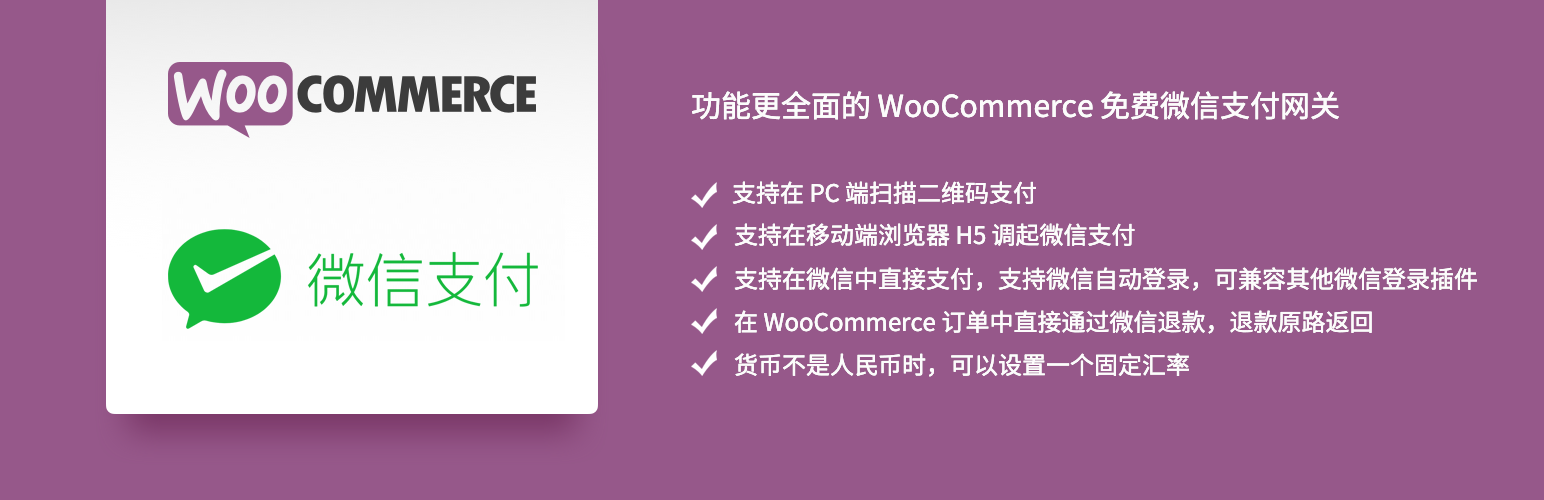 WOOCOMMERCE
微信支付
功能更全面的 WooCommerce 免费微信支付网关
支持在 PC 端扫描二维码支付
支持在移动端浏览器 H5 调起微信支付
支持在微信中直接支付，支持微信自动登录，可兼容其他微信登录插件
在 WooCommerce 订单中直接通过微信退款，退款原路返回
货币不是人民币时，可以设置一个固定汇率